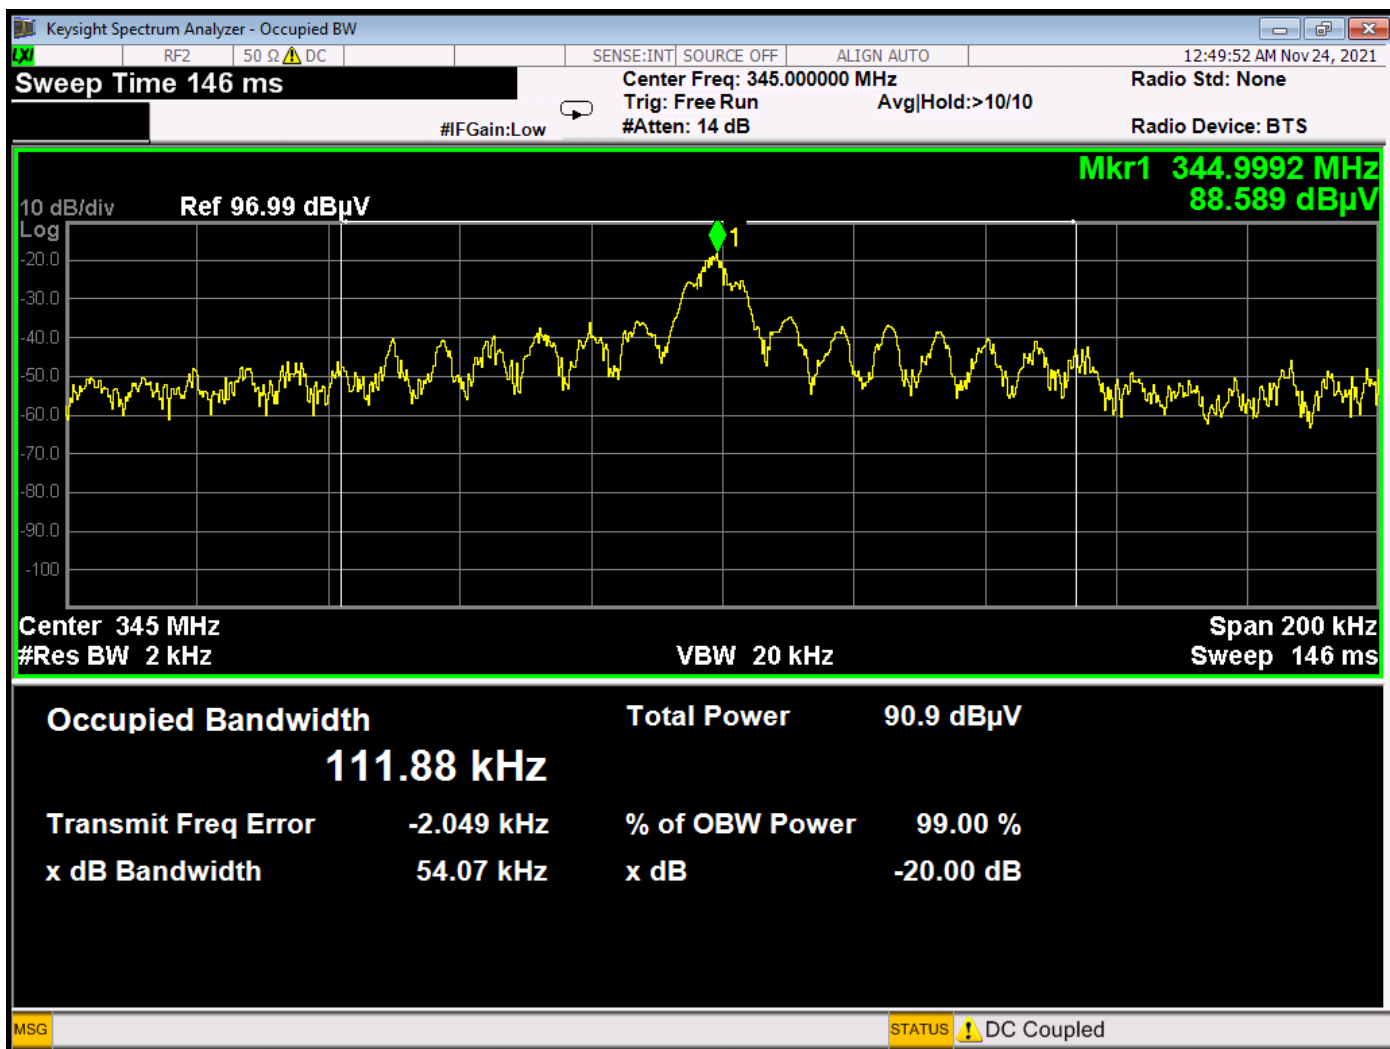 Keysight Spectrum Analyzer - Occupied BW
LXI RF2 50 Ω DC SENSE:INT SOURCE OFF ALIGN AUTO 12:49:52 AM Nov 24, 2021
Sweep Time 146 ms
Center Freq: 345.000000 MHz Radio Std: None
Trig: Free Run Avg|Hold:>10/10
#IFGain:Low #Atten: 14 dB Radio Device: BTS
Mkr1 344.9992 MHz
88.589 dBµV
10 dB/div Ref 96.99 dBµV
Log
1
-20.0
-30.0
-40.0
-50.0
-60.0
-70.0
-80.0
-90.0
-100
Center 345 MHz Span 200 kHz
#Res BW 2 kHz VBW 20 kHz Sweep 146 ms
Occupied Bandwidth Total Power 90.9 dBµV
111.88 kHz
Transmit Freq Error -2.049 kHz % of OBW Power 99.00 %
x dB Bandwidth 54.07 kHz x dB -20.00 dB
MSG STATUS DC Coupled